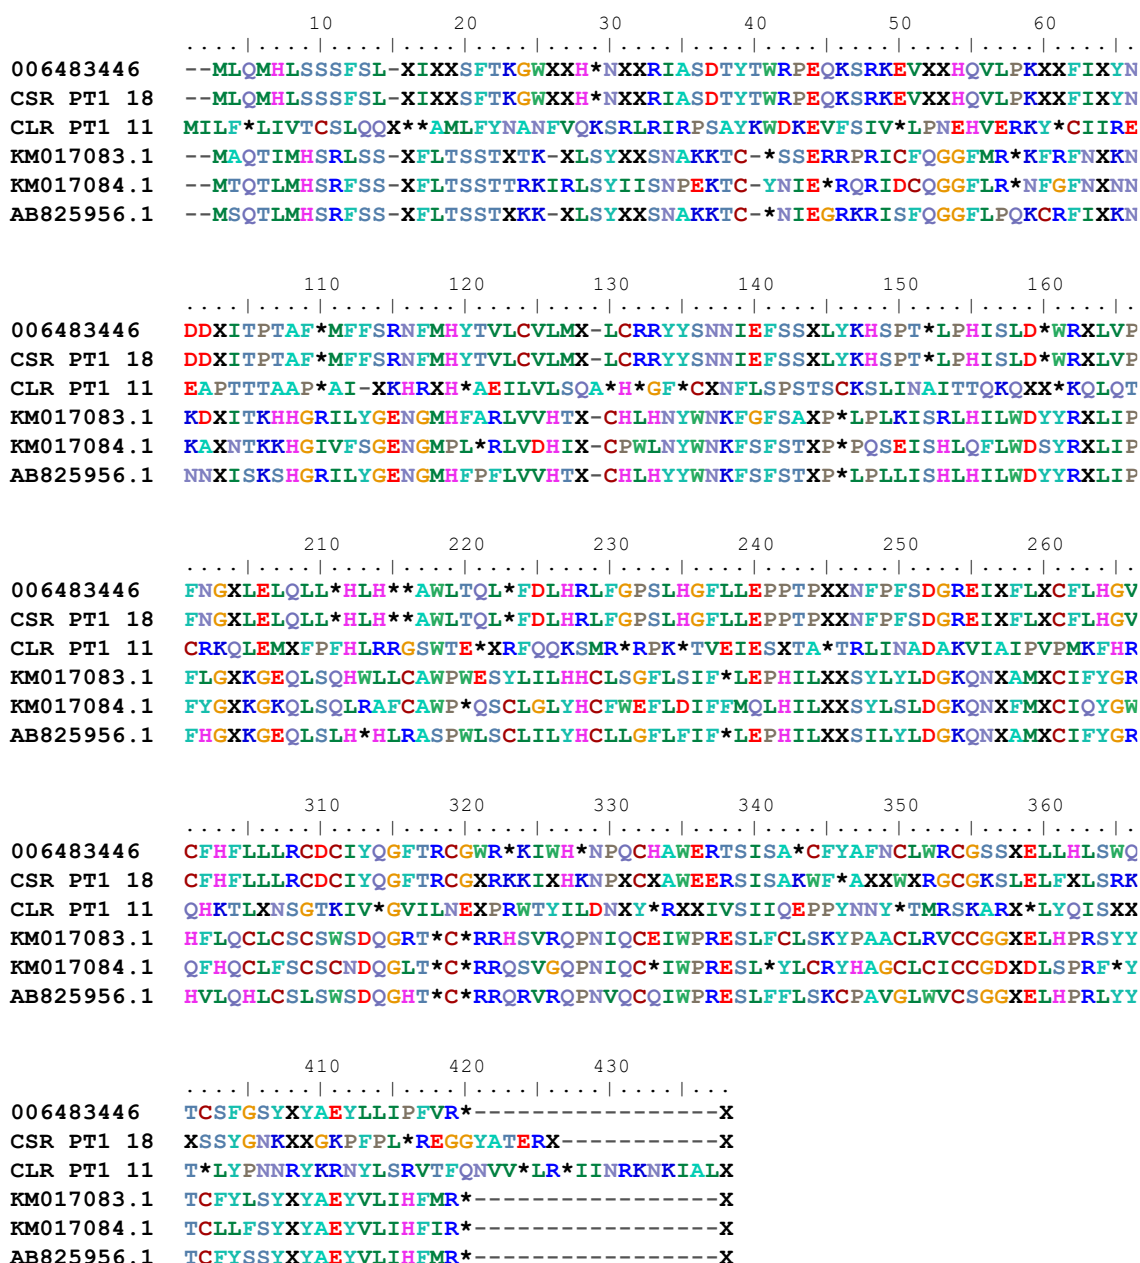 10 20 30 40 50 60
....|....|....|....|....|....|....|....|....|....|....|....|....|.
006483446 --MLQMHLSSSFSL-XIXXSFTKGWXXH*NXXRIASDTYTWRPEQKSRKEVXXHQVLPKXXFIXYN
CSR PT1 18 --MLQMHLSSSFSL-XIXXSFTKGWXXH*NXXRIASDTYTWRPEQKSRKEVXXHQVLPKXXFIXYN
CLR PT1 11 MILF*LIVTCSLQQX**AMLFYNANFVQKSRLRIRPSAYKWDKEVFSIV*LPNEHVERKY*CIIRE
KM017083.1 --MAQTIMHSRLSS-XFLTSSTXTK-XLSYXXSNAKKTC-*SSERRPRICFQGGFMR*KFRFNXKN
KM017084.1 --MTQTLMHSRFSS-XFLTSSTTRKIRLSYIISNPEKTC-YNIE*RQRIDCQGGFLR*NFGFNXNN
AB825956.1 --MSQTLMHSRFSS-XFLTSSTXKK-XLSYXXSNAKKTC-*NIEGRKRISFQGGFLPQKCRFIXKN
110 120 130 140 150 160
....|....|....|....|....|....|....|....|....|....|....|....|....|.
006483446 DDXITPTAF*MFFSRNFMHYTVLCVLMX-LCRRYYSNNIEFSSXLYKHSPT*LPHISLD*WRXLVP
CSR PT1 18 DDXITPTAF*MFFSRNFMHYTVLCVLMX-LCRRYYSNNIEFSSXLYKHSPT*LPHISLD*WRXLVP
CLR PT1 11 EAPTTTAAP*AI-XKHRXH*AEILVLSQA*H*GF*CXNFLSPSTSCKSLINAITTQKQXX*KQLQT
KM017083.1 KDXITKHHGRILYGENGMHFARLVVHTX-CHLHNYWNKFGFSAXP*LPLKISRLHILWDYYRXLIP
KM017084.1 KAXNTKKHGIVFSGENGMPL*RLVDHIX-CPWLNYWNKFSFSTXP*PQSEISHLQFLWDSYRXLIP
AB825956.1 NNXISKSHGRILYGENGMHFPFLVVHTX-CHLHYYWNKFSFSTXP*LPLLISHLHILWDYYRXLIP
210 220 230 240 250 260
....|....|....|....|....|....|....|....|....|....|....|....|....|.
006483446 FNGXLELQLL*HLH**AWLTQL*FDLHRLFGPSLHGFLLEPPTPXXNFPFSDGREIXFLXCFLHGV
CSR PT1 18 FNGXLELQLL*HLH**AWLTQL*FDLHRLFGPSLHGFLLEPPTPXXNFPFSDGREIXFLXCFLHGV
CLR PT1 11 CRKQLEMXFPFHLRRGSWTE*XRFQQKSMR*RPK*TVEIESXTA*TRLINADAKVIAIPVPMKFHR
KM017083.1 FLGXKGEQLSQHWLLCAWPWESYLILHHCLSGFLSIF*LEPHILXXSYLYLDGKQNXAMXCIFYGR
KM017084.1 FYGXKGKQLSQLRAFCAWP*QSCLGLYHCFWEFLDIFFMQLHILXXSYLSLDGKQNXFMXCIQYGW
AB825956.1 FHGXKGEQLSLH*HLRASPWLSCLILYHCLLGFLFIF*LEPHILXXSILYLDGKQNXAMXCIFYGR
310 320 330 340 350 360
....|....|....|....|....|....|....|....|....|....|....|....|....|.
006483446 CFHFLLLRCDCIYQGFTRCGWR*KIWH*NPQCHAWERTSISA*CFYAFNCLWRCGSSXELLHLSWQ
CSR PT1 18 CFHFLLLRCDCIYQGFTRCGXRKKIXHKNPXCXAWEERSISAKWF*AXXWXRGCGKSLELFXLSRK
CLR PT1 11 QHKTLXNSGTKIV*GVILNEXPRWTYILDNXY*RXXIVSIIQEPPYNNY*TMRSKARX*LYQISXX
KM017083.1 HFLQCLCSCSWSDQGRT*C*RRHSVRQPNIQCEIWPRESLFCLSKYPAACLRVCCGGXELHPRSYY
KM017084.1 QFHQCLFSCSCNDQGLT*C*RRQSVGQPNIQC*IWPRESL*YLCRYHAGCLCICCGDXDLSPRF*Y
AB825956.1 HVLQHLCSLSWSDQGHT*C*RRQRVRQPNVQCQIWPRESLFFLSKCPAVGLWVCSGGXELHPRLYY
410 420 430
....|....|....|....|....|....|....|...
006483446 TCSFGSYXYAEYLLIPFVR*-----------------X
CSR PT1 18 XSSYGNKXXGKPFPL*REGGYATERX-----------X
CLR PT1 11 T*LYPNNRYKRNYLSRVTFQNVV*LR*IINRKNKIALX
KM017083.1 TCFYLSYXYAEYVLIHFMR*-----------------X
KM017084.1 TCLLFSYXYAEYVLIHFIR*-----------------X
AB825956.1 TCFYSSYXYAEYVLIHFMR*-----------------X